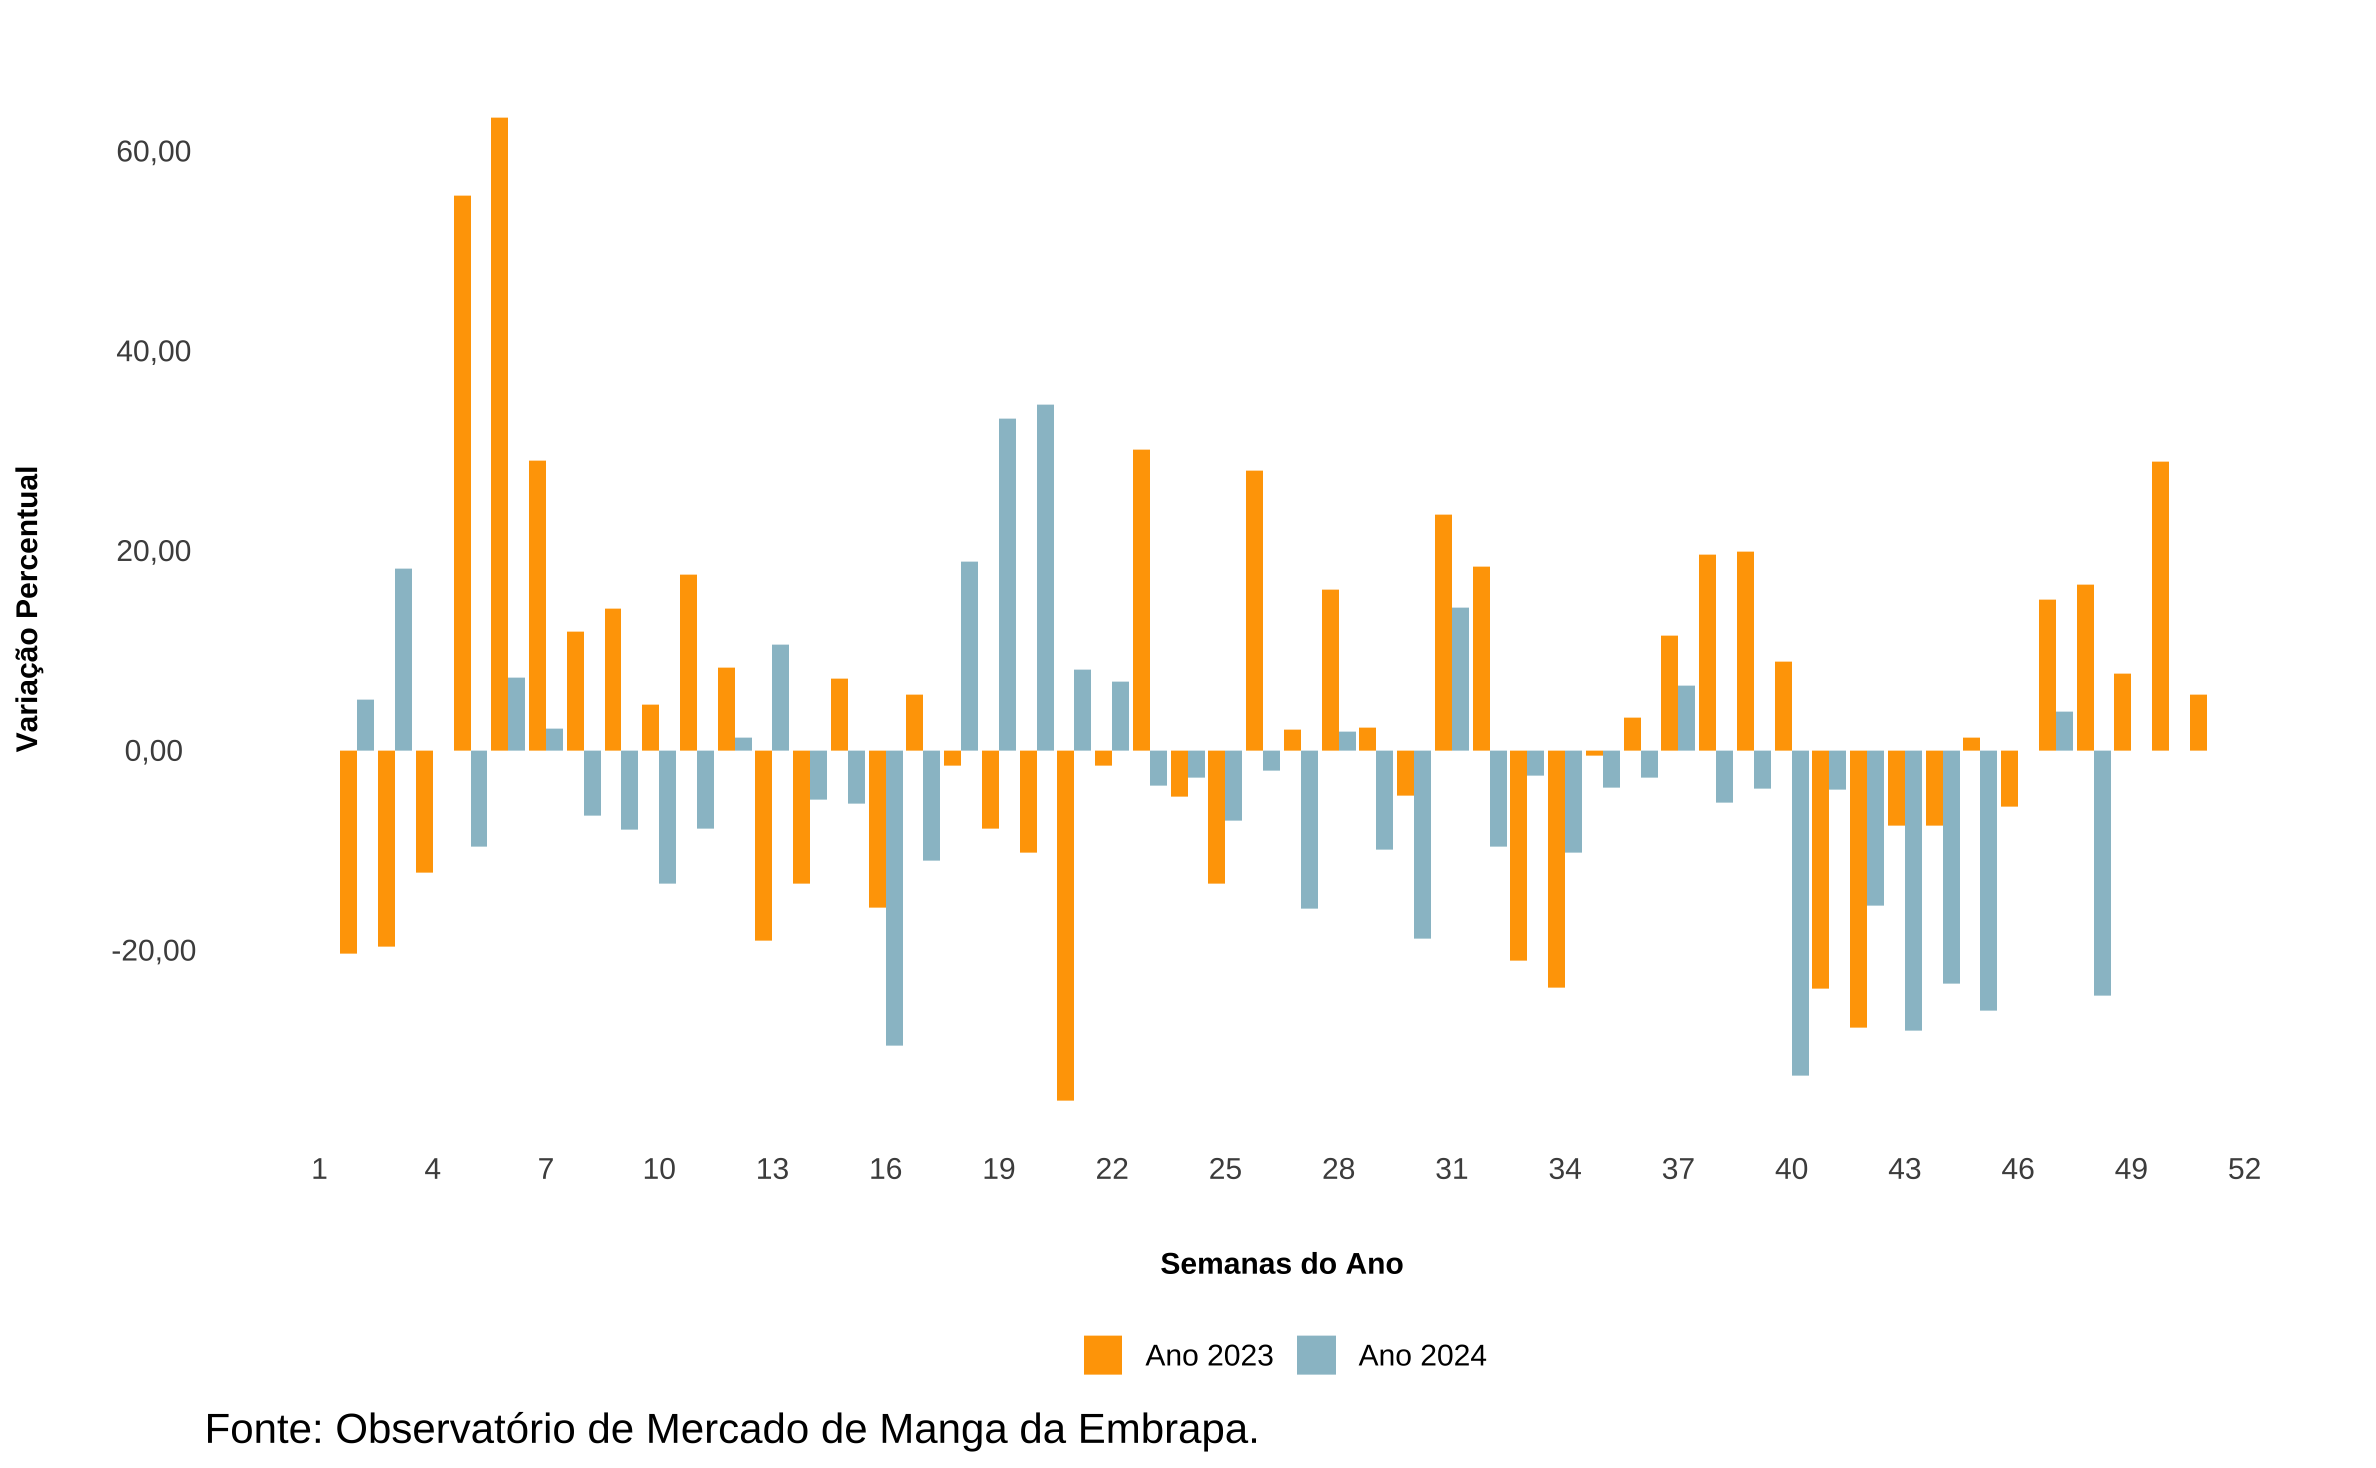 60,00
40,00
20,00
0,00
-20,00
Variação Percentual
1 4 7 10 13 16 19 22 25 28 31 34 37 40 43 46 49 52
Semanas do Ano
Ano 2023 Ano 2024
Fonte: Observatório de Mercado de Manga da Embrapa.